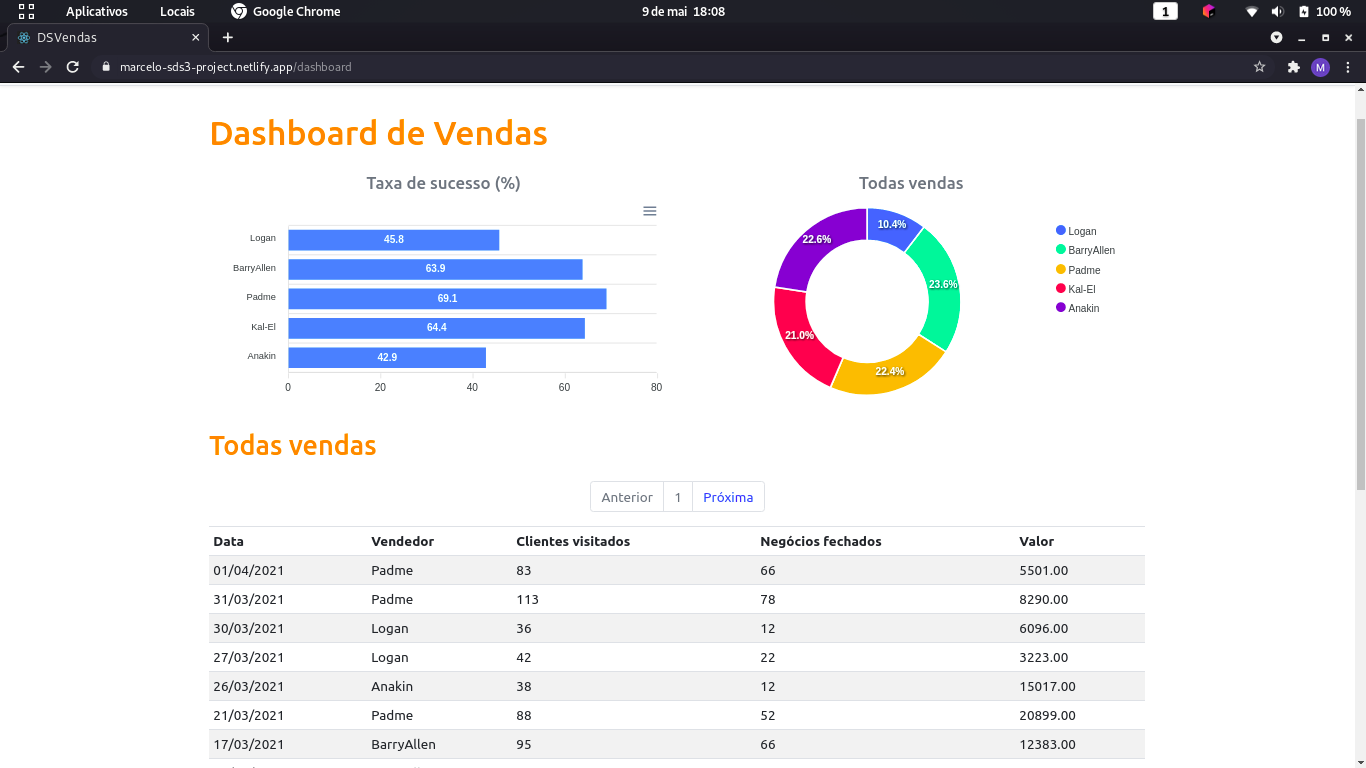 Aplicativos Locais Google Chrome 9 de mai 18:08 1 100 %
DSVendas
marcelo-sds3-project.netlify.app/dashboard M
Dashboard de Vendas
Taxa de sucesso (%)
Logan 45.8
BarryAllen 63.9
Padme 69.1
Kal-El 64.4
Anakin 42.9
0 20 40 60 80
Todas vendas
10.4%
23.6%
22.4%
21.0%
22.6%
Logan
BarryAllen
Padme
Kal-El
Anakin
Todas vendas
Anterior 1 Próxima
Data Vendedor Clientes visitados Negócios fechados Valor
01/04/2021 Padme 83 66 5501.00
31/03/2021 Padme 113 78 8290.00
30/03/2021 Logan 36 12 6096.00
27/03/2021 Logan 42 22 3223.00
26/03/2021 Anakin 38 12 15017.00
21/03/2021 Padme 88 52 20899.00
17/03/2021 BarryAllen 95 66 12383.00